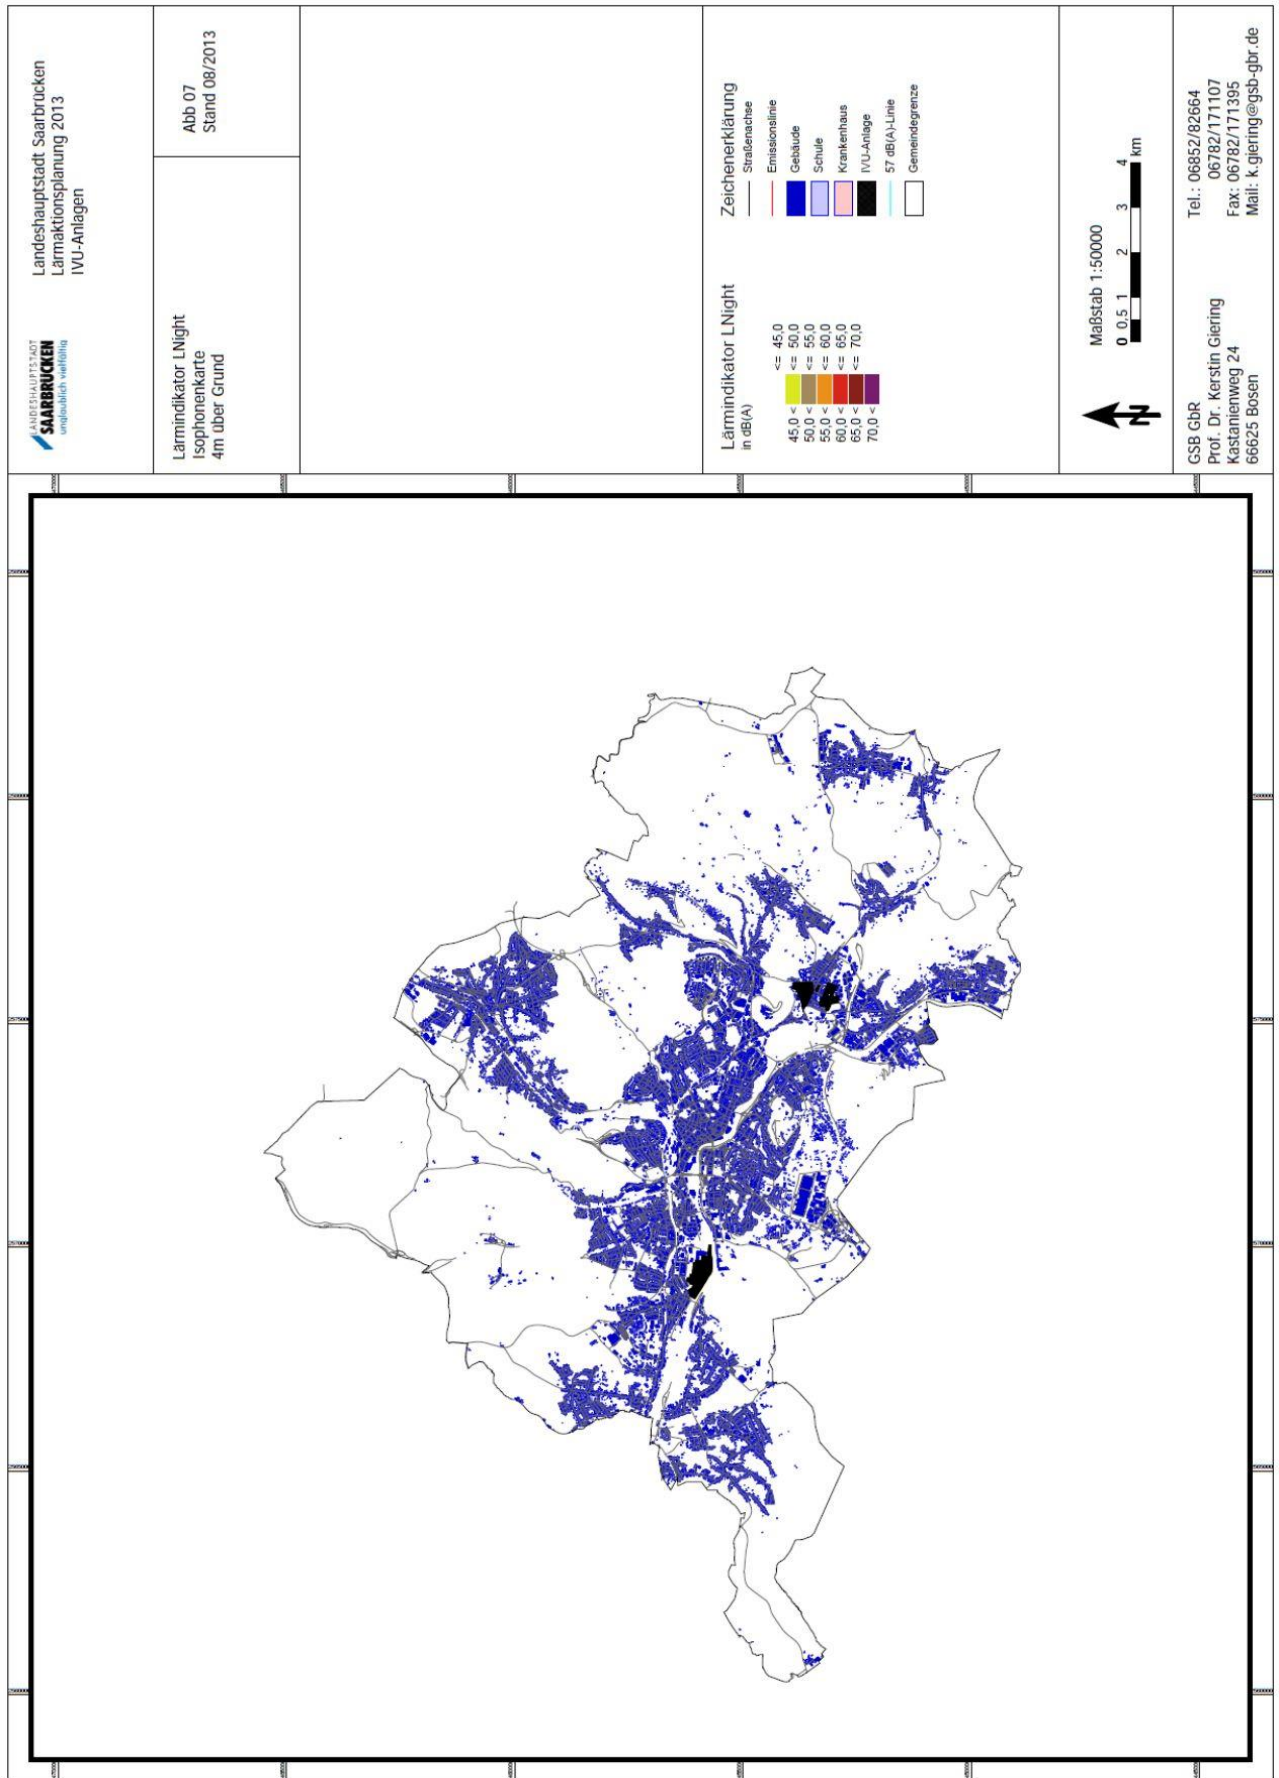 LANDESHAUPTSTADT
SAARBRÜCKEN
unglaublich vielfältig
Landeshauptstadt Saarbrücken
Lärmaktionsplanung 2013
IVU-Anlagen
Lärmindikator LNight
Isophonenkarte
4m über Grund
Abb 07
Stand 08/2013
Lärmindikator LNight
in dB(A)
<= 45,0
45,0 < <= 50,0
50,0 < <= 55,0
55,0 < <= 60,0
60,0 < <= 65,0
65,0 < <= 70,0
70,0 <
Zeichenerklärung
Straßenachse
Emissionslinie
Gebäude
Schule
Krankenhaus
IVU-Anlage
57 dB(A)-Linie
Gemeindegrenze
Maßstab 1:50000
0 0,5 1 2 3 4
km
N
GSB GbR
Prof. Dr. Kerstin Giering
Kastanienweg 24
66625 Bosen
Tel.: 06852/82664
06782/171107
Fax: 06782/171395
Mail: k.giering@gsb-gbr.de